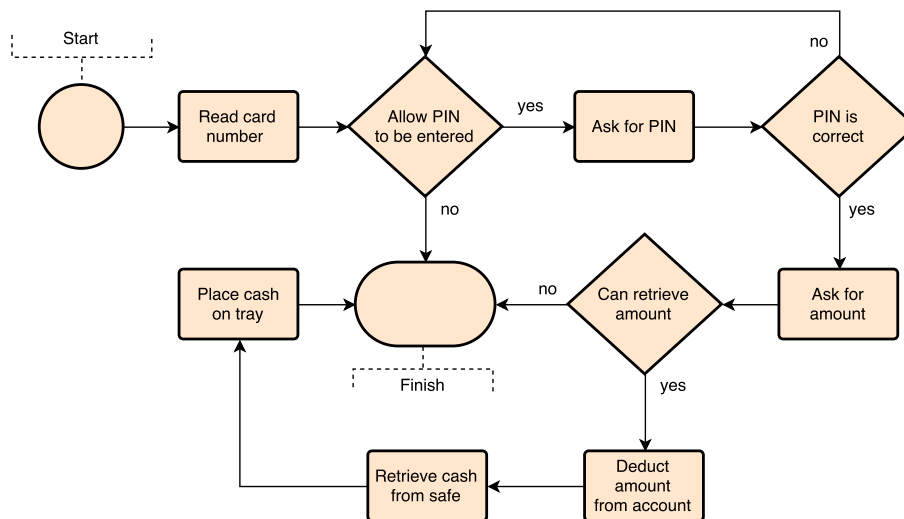 Start
no
Read card
number
Allow PIN
to be entered
yes
Ask for PIN
PIN is
correct
no
yes
Place cash
on tray
no
Can retrieve
amount
Ask for
amount
Finish
yes
Retrieve cash
from safe
Deduct
amount
from account